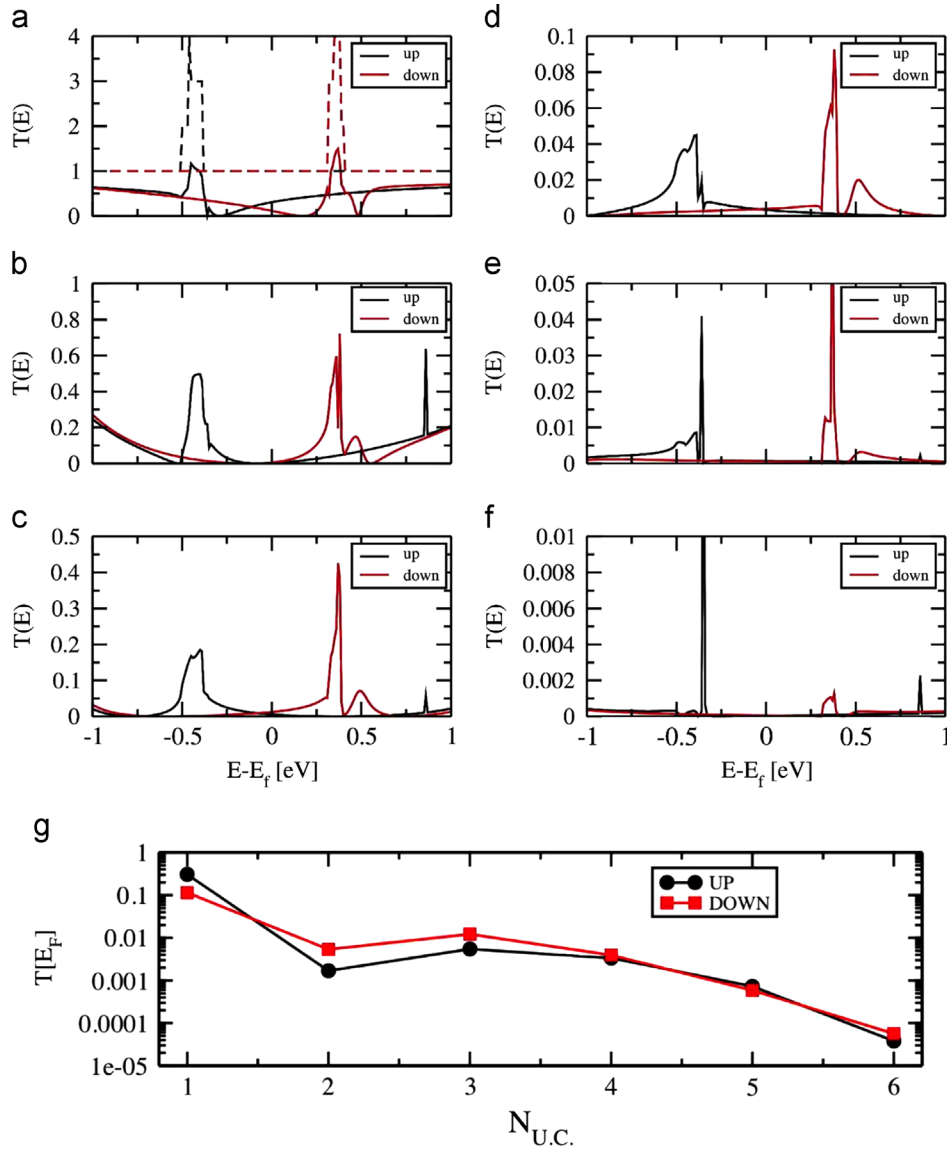 a
4
3
2
1
0
T(E)
up
down
b
1
0.8
0.6
0.4
0.2
0
T(E)
up
down
c
0.5
0.4
0.3
0.2
0.1
0
T(E)
up
down
-1
-0.5
0
0.5
1
E-E_f [eV]
d
0.1
0.08
0.06
0.04
0.02
0
T(E)
up
down
e
0.05
0.04
0.03
0.02
0.01
0
T(E)
up
down
f
0.01
0.008
0.006
0.004
0.002
0
T(E)
up
down
-1
-0.5
0
0.5
1
E-E_f [eV]
g
1
0.1
0.01
0.001
0.0001
1e-05
T[E_F]
UP
DOWN
1
2
3
4
5
6
N_U.C.